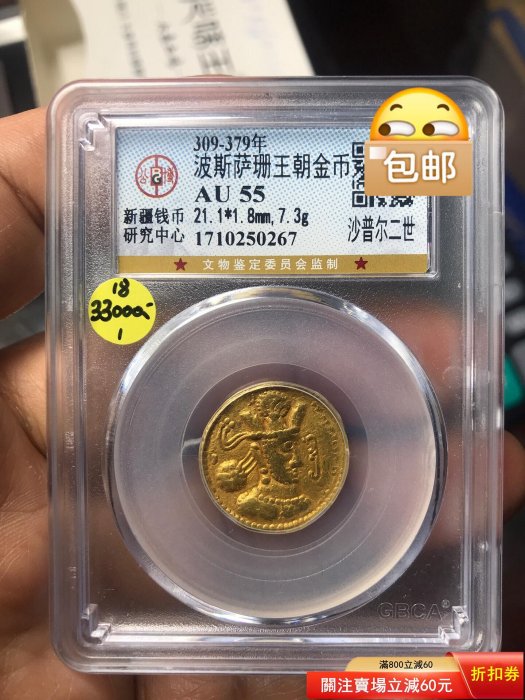 309-379年
波斯萨珊王朝金币
AU 55
新疆钱币
研究中心
21.1*1.8mm, 7.3g
1710250267
沙普尔二世
★ 文物鉴定委员会监制 ★
包邮
18
33000-
1
GBCA
滿800立減60
關注賣場立減60元
折扣券